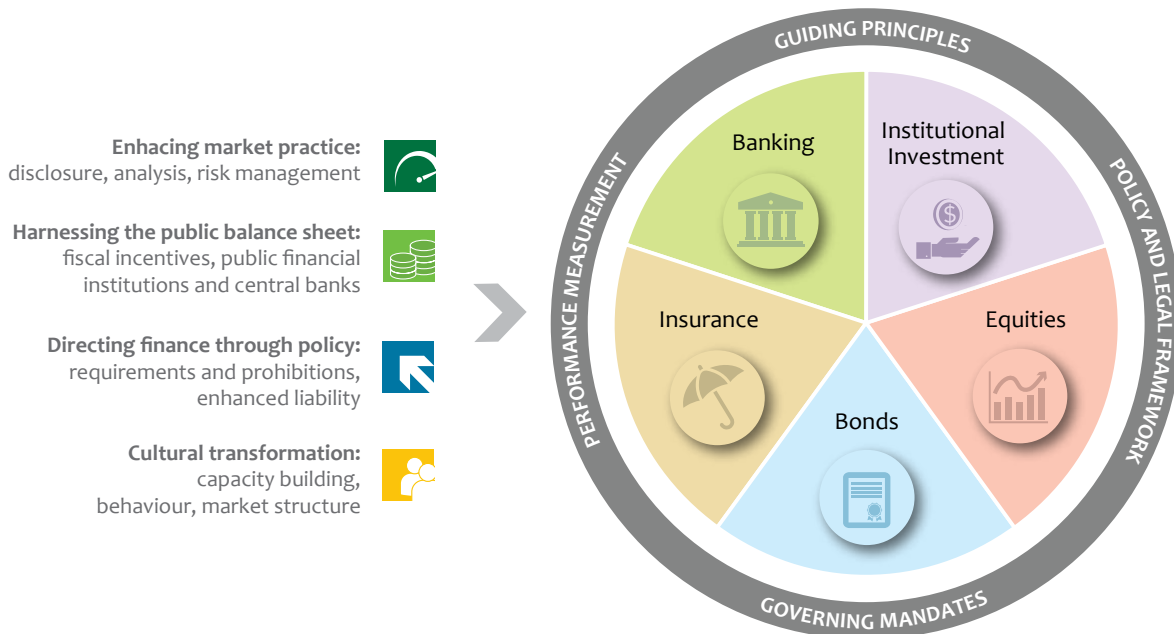 Enhacing market practice:
disclosure, analysis, risk management
Harnessing the public balance sheet:
fiscal incentives, public financial
institutions and central banks
Directing finance through policy:
requirements and prohibitions,
enhanced liability
Cultural transformation:
capacity building,
behaviour, market structure
GUIDING PRINCIPLES
POLICY AND LEGAL FRAMEWORK
GOVERNING MANDATES
PERFORMANCE MEASUREMENT
Banking
Institutional
Investment
$
Insurance
Equities
Bonds